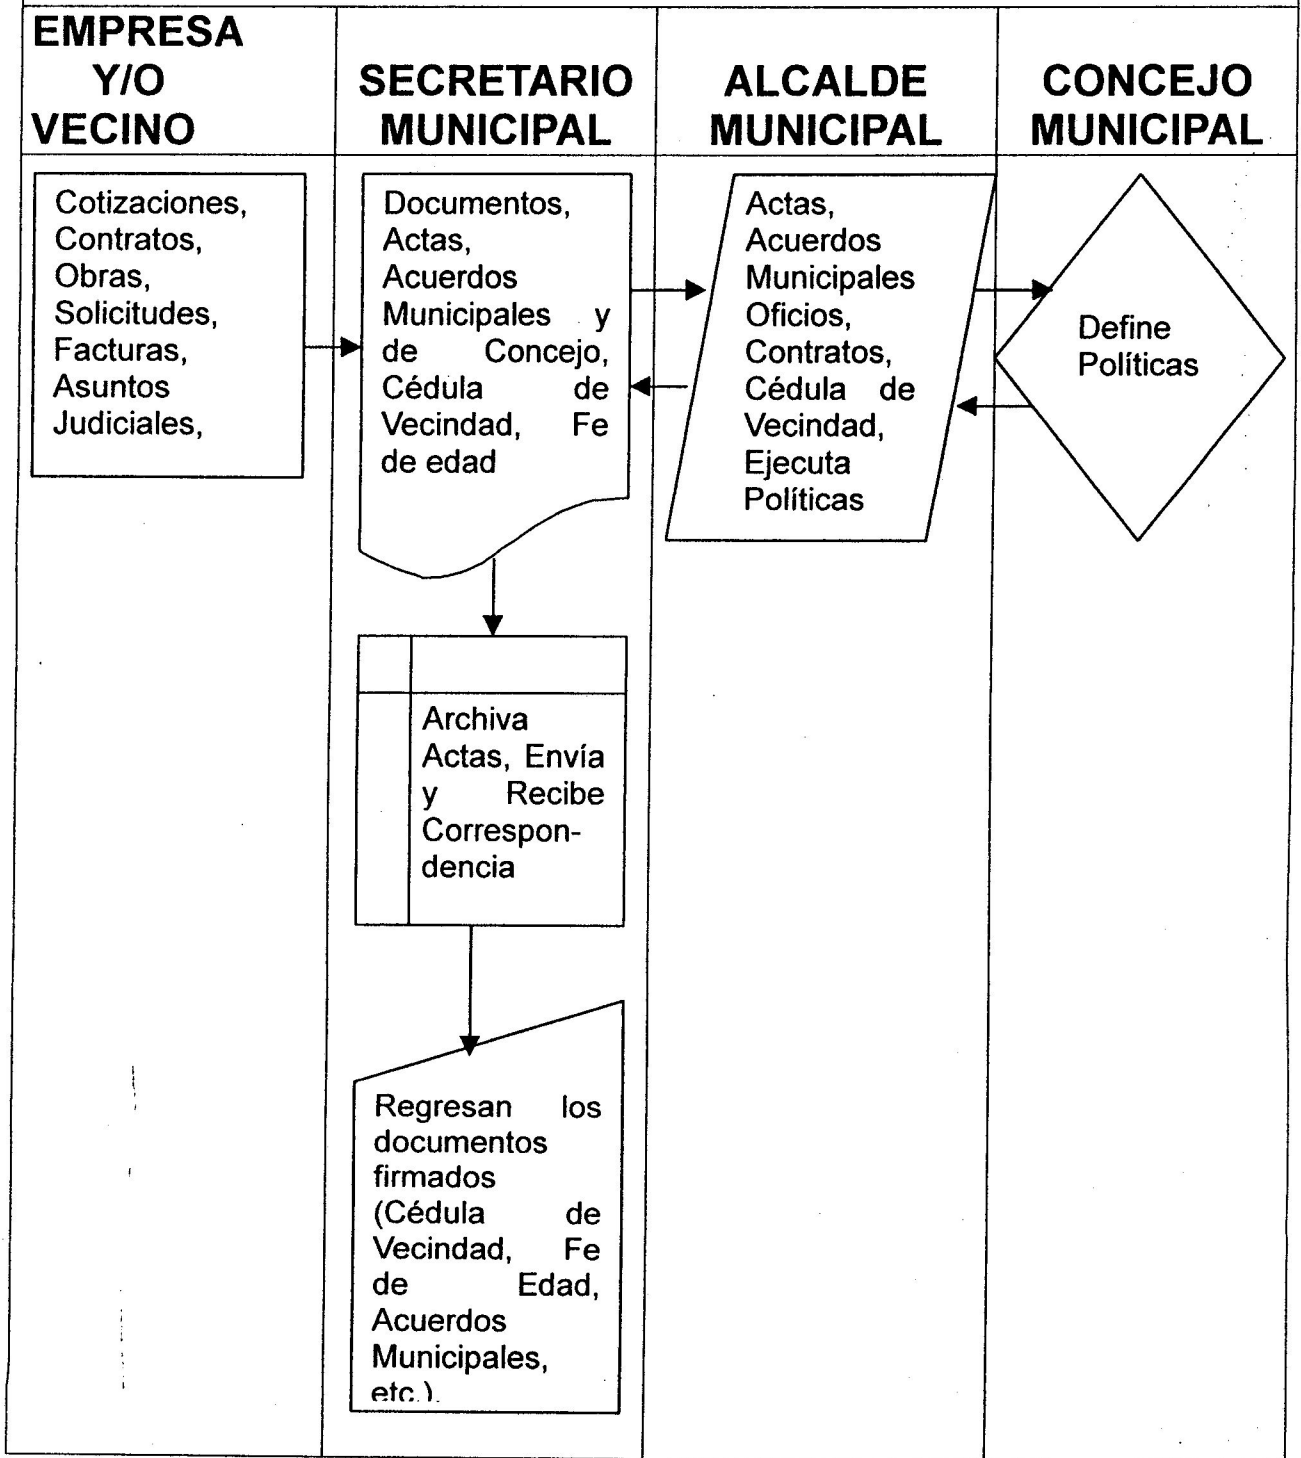 EMPRESA
Y/O
VECINO
SECRETARIO
MUNICIPAL
ALCALDE
MUNICIPAL
CONCEJO
MUNICIPAL
Cotizaciones,
Contratos,
Obras,
Solicitudes,
Facturas,
Asuntos
Judiciales,
Documentos,
Actas,
Acuerdos
Municipales y
de Concejo,
Cédula de
Vecindad, Fe
de edad
Actas,
Acuerdos
Municipales
Oficios,
Contratos,
Cédula de
Vecindad,
Ejecuta
Políticas
Define
Políticas
Archiva
Actas, Envía
y Recibe
Correspon-
dencia
Regresan los
documentos
firmados
(Cédula de
Vecindad, Fe
de Edad,
Acuerdos
Municipales,
etc.).